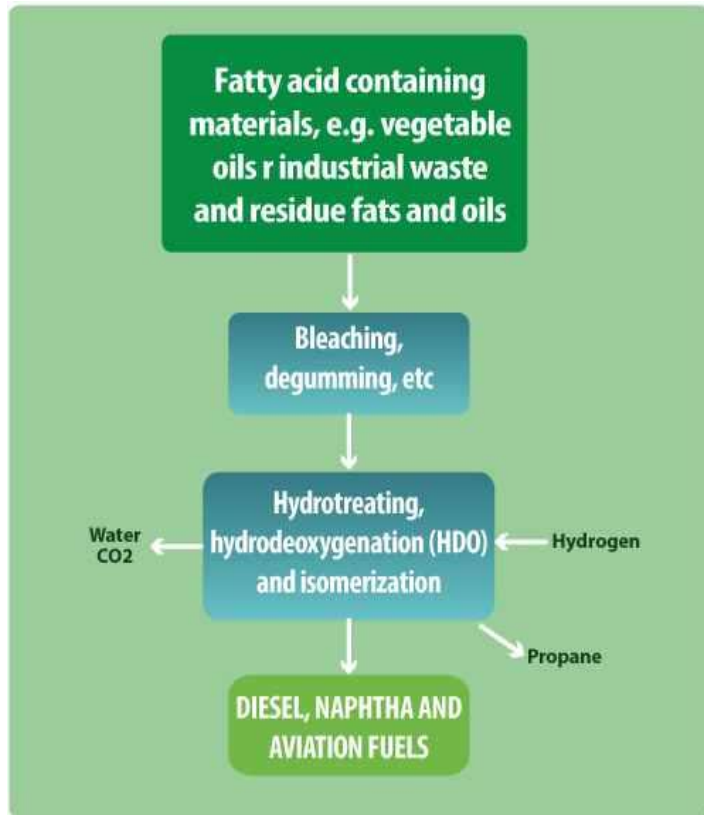 Fatty acid containing
materials, e.g. vegetable
oils r industrial waste
and residue fats and oils
Bleaching,
degumming, etc
Hydrotreating,
hydrodeoxygenation (HDO)
and isomerization
Water
CO2
Hydrogen
Propane
DIESEL, NAPHTHA AND
AVIATION FUELS